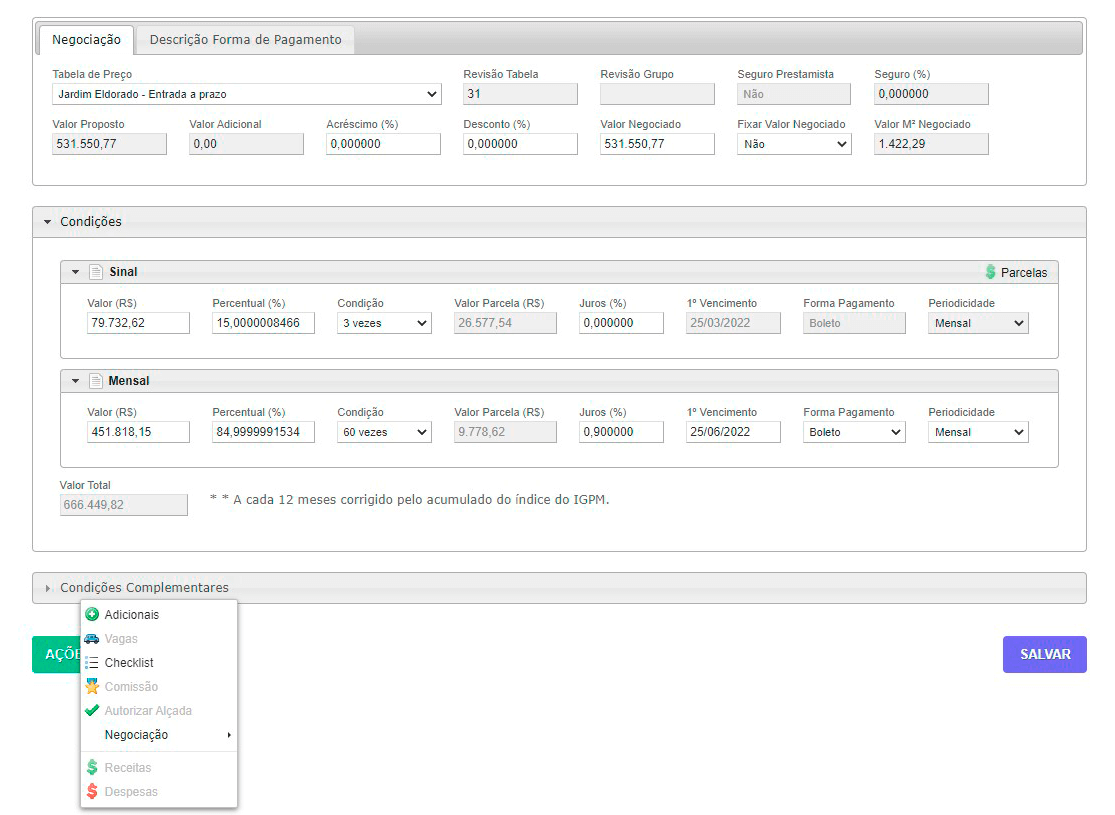 Negociação Descrição Forma de Pagamento
Tabela de Preço Revisão Tabela Revisão Grupo Seguro Prestamista Seguro (%)
Jardim Eldorado - Entrada a prazo 31 Não 0,000000
Valor Proposto Valor Adicional Acréscimo (%) Desconto (%) Valor Negociado Fixar Valor Negociado Valor M² Negociado
531.550,77 0,00 0,000000 0,000000 531.550,77 Não 1.422,29
Condições
Sinal Parcelas
Valor (R$) Percentual (%) Condição Valor Parcela (R$) Juros (%) 1º Vencimento Forma Pagamento Periodicidade
79.732,62 15,0000008466 3 vezes 26.577,54 0,000000 25/03/2022 Boleto Mensal
Mensal
Valor (R$) Percentual (%) Condição Valor Parcela (R$) Juros (%) 1º Vencimento Forma Pagamento Periodicidade
451.818,15 84,9999991534 60 vezes 9.778,62 0,900000 25/06/2022 Boleto Mensal
Valor Total
666.449,82 * * A cada 12 meses corrigido pelo acumulado do índice do IGPM.
Condições Complementares
Adicionais
Vagas
AÇÕE SALVAR
Checklist
Comissão
Autorizar Alçada
Negociação
Receitas
Despesas